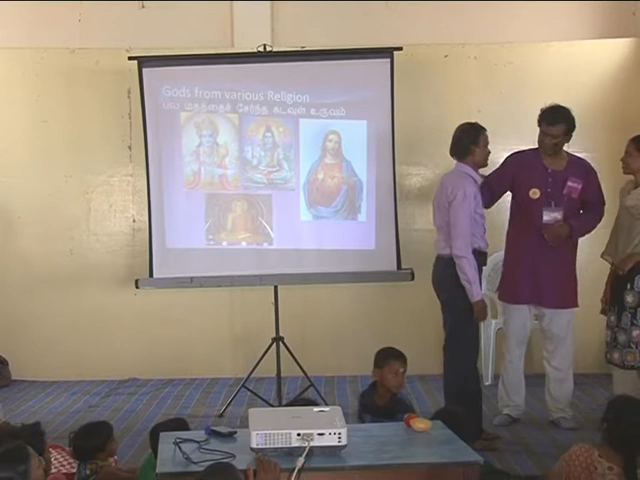 Gods from various Religion
பல மதத்தைச் சேர்ந்த கடவுள் உருவம்